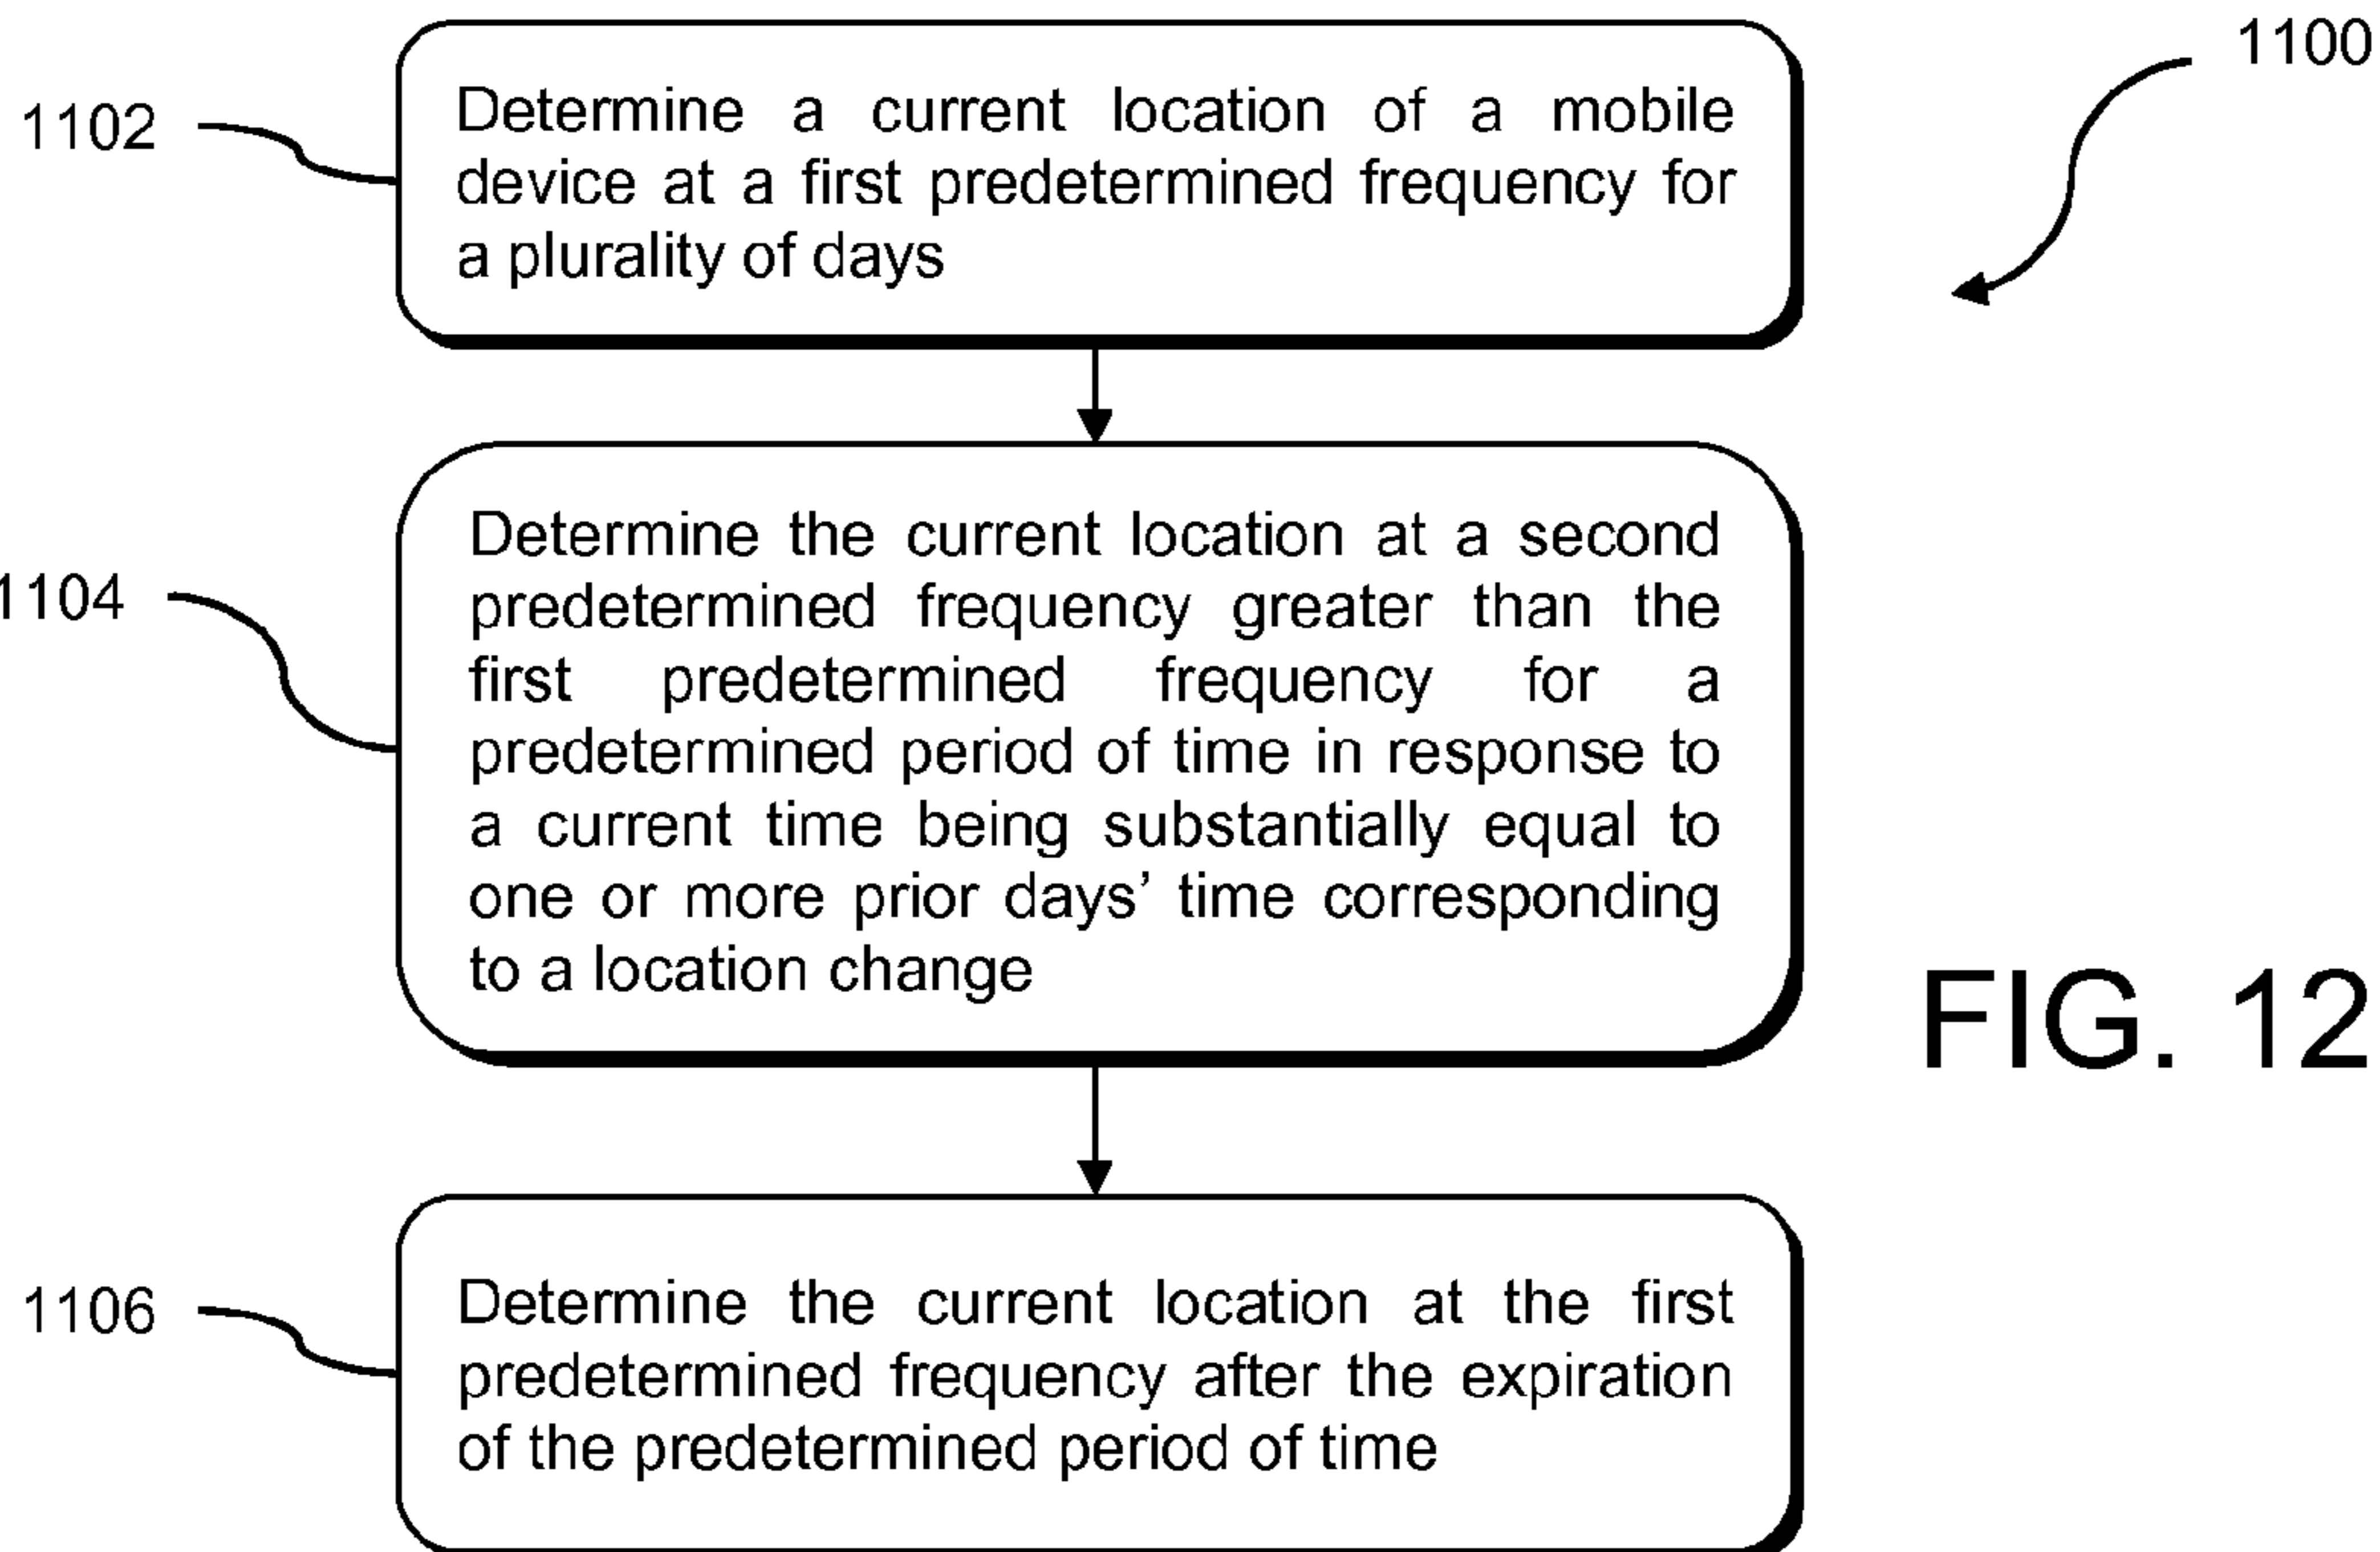 1100
1102
Determine a current location of a mobile
device at a first predetermined frequency for
a plurality of days
1104
Determine the current location at a second
predetermined frequency greater than the
first predetermined frequency for a
predetermined period of time in response to
a current time being substantially equal to
one or more prior days’ time corresponding
to a location change
FIG. 12
1106
Determine the current location at the first
predetermined frequency after the expiration
of the predetermined period of time